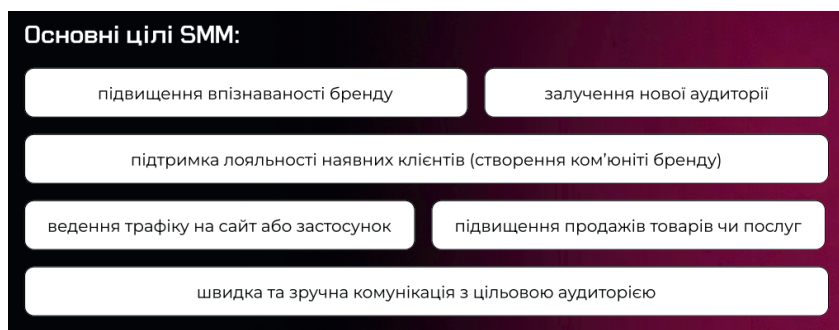 Основні цілі SMM:
підвищення впізнаваності бренду
залучення нової аудиторії
підтримка лояльності наявних клієнтів (створення ком’юніті бренду)
ведення трафіку на сайт або застосунок
підвищення продажів товарів чи послуг
швидка та зручна комунікація з цільовою аудиторією